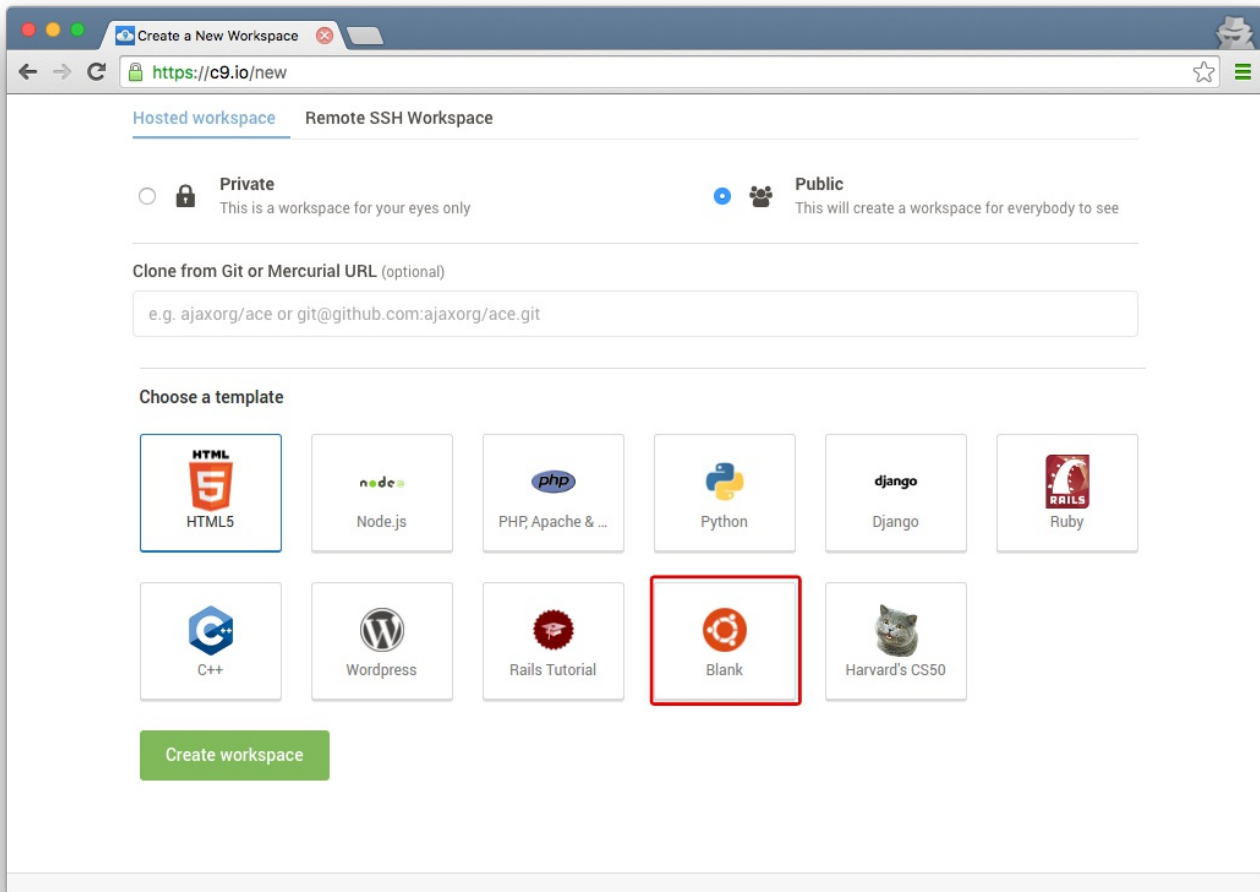 Create a New Workspace
https://c9.io/new
Hosted workspace Remote SSH Workspace
Private
This is a workspace for your eyes only
Public
This will create a workspace for everybody to see
Clone from Git or Mercurial URL (optional)
e.g. ajaxorg/ace or git@github.com:ajaxorg/ace.git
Choose a template
HTML
5
HTML5
node
Node.js
php
PHP, Apache & ...
Python
django
Django
RAILS
Ruby
C++
C++
W
Wordpress
Rails Tutorial
Blank
Harvard's CS50
Create workspace